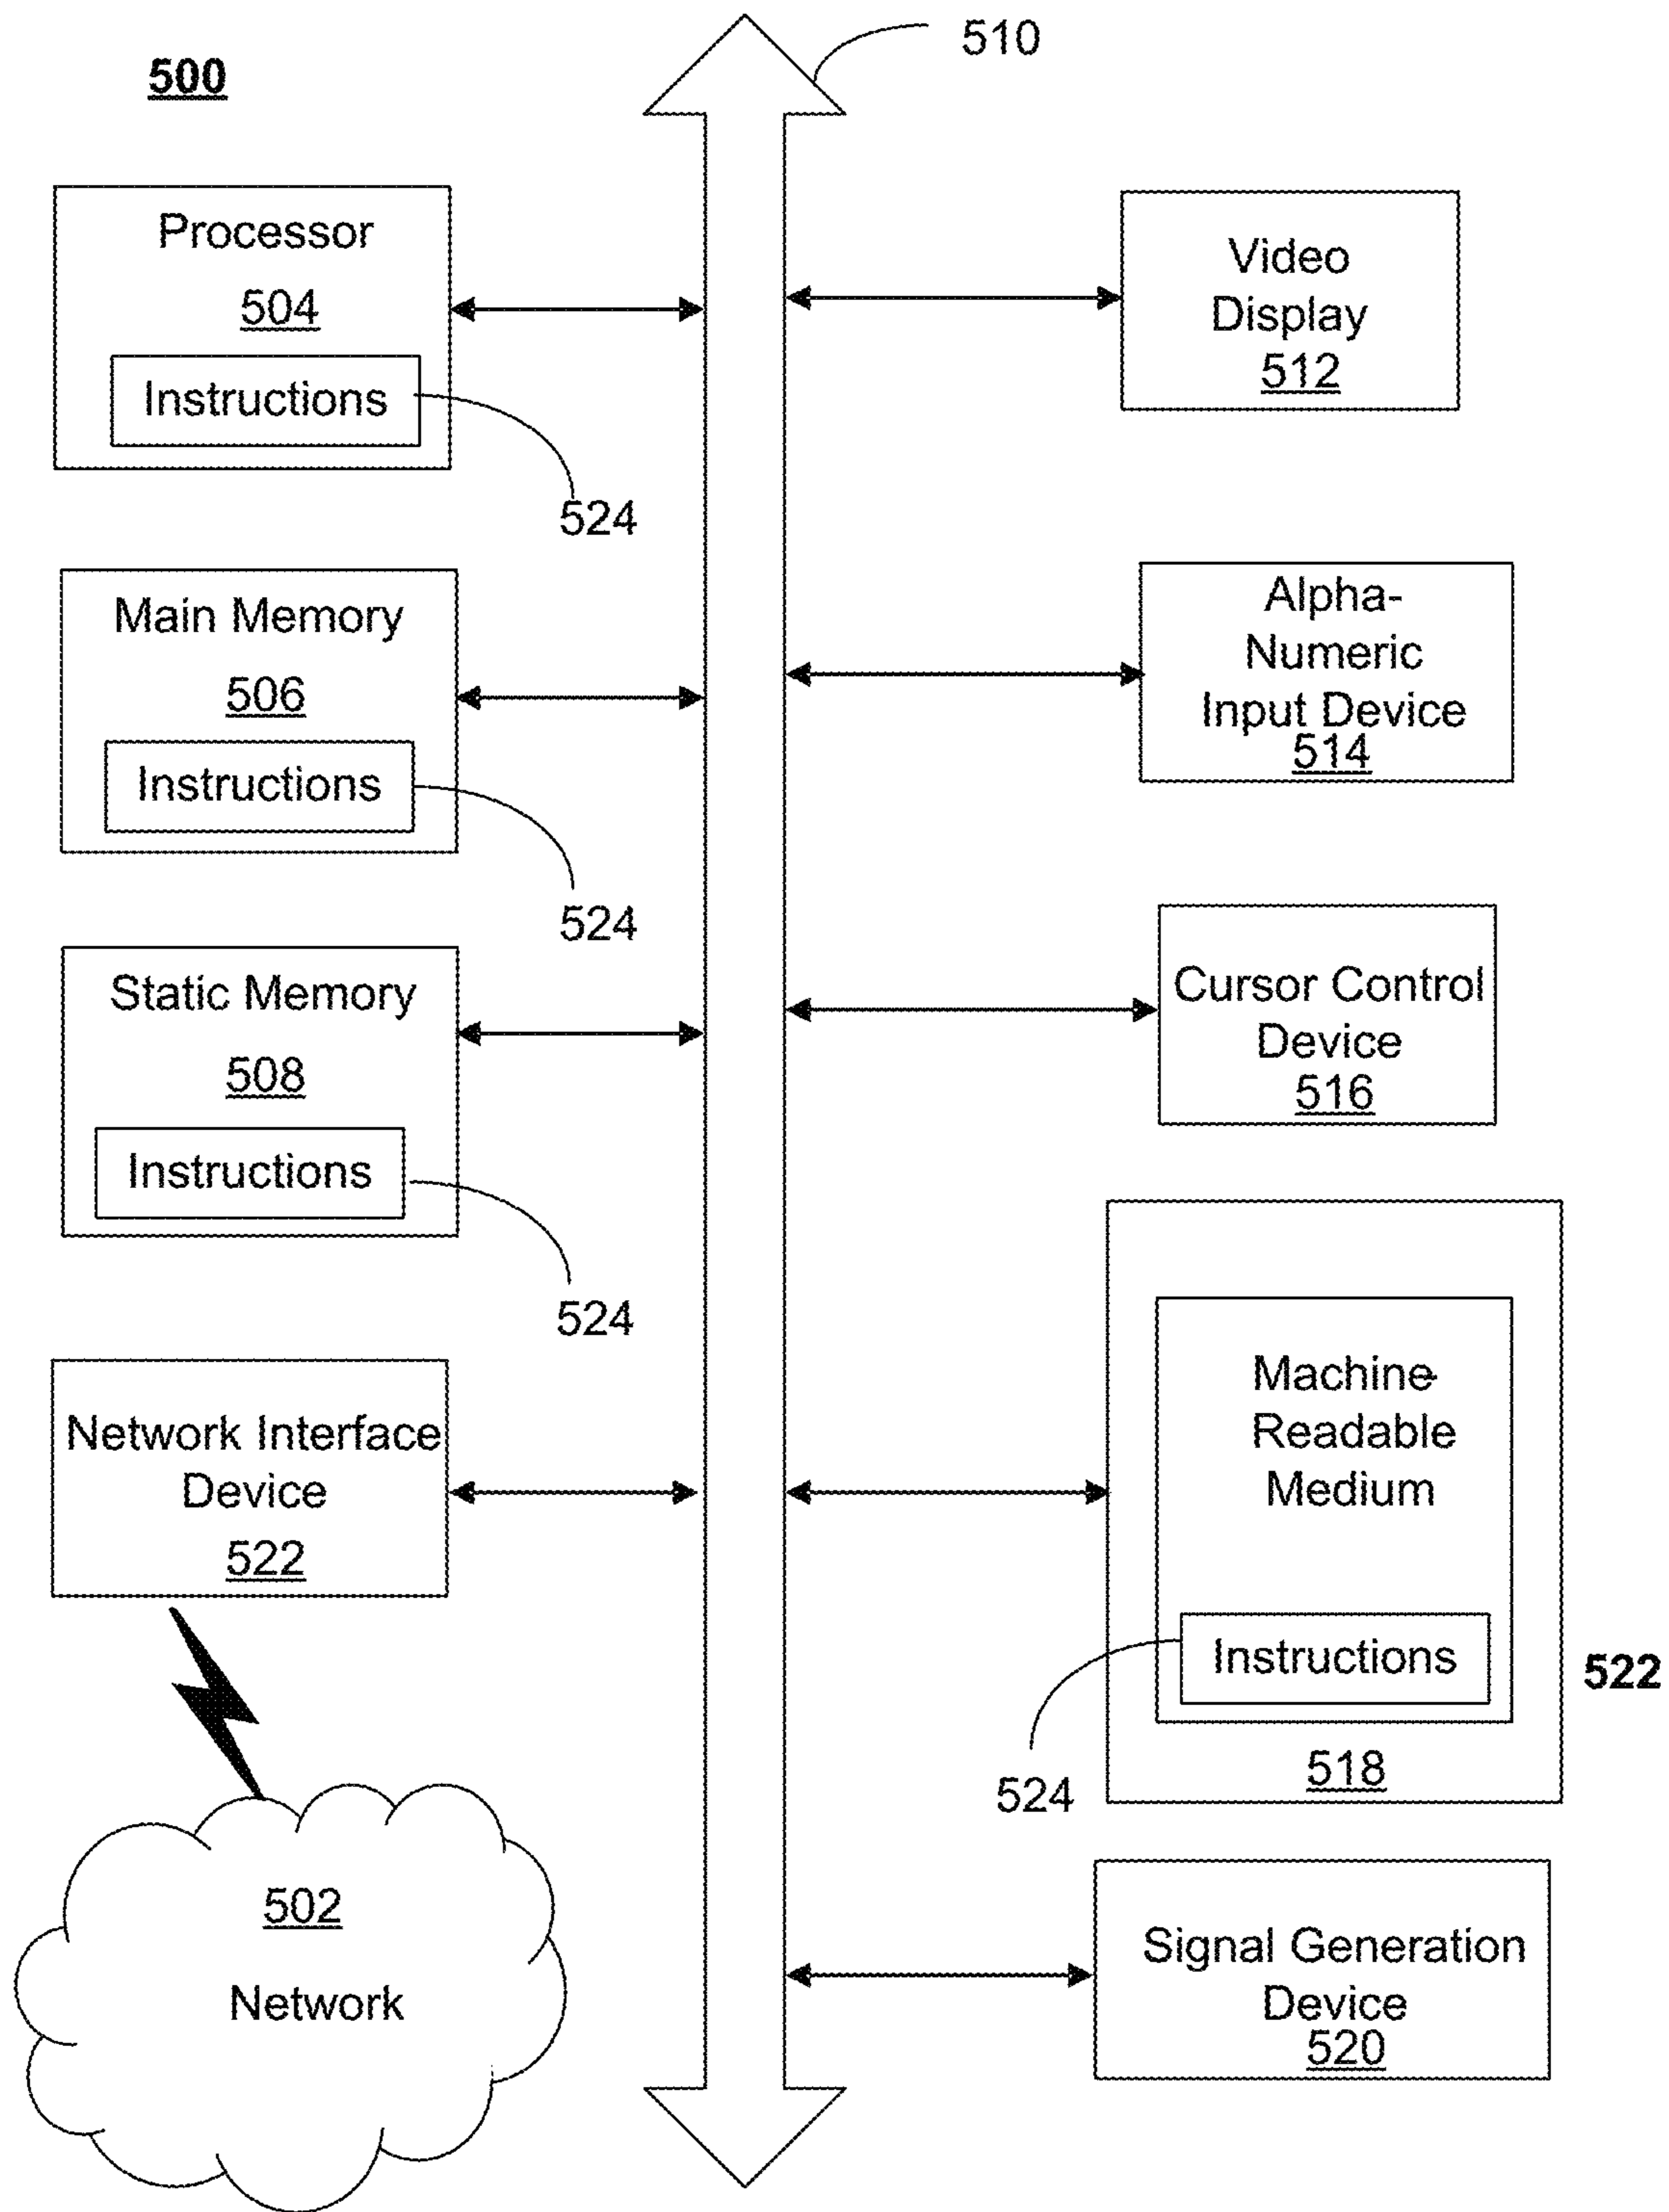 510
500
Processor
504
Instructions
524
Video
Display
512
Main Memory
506
Instructions
524
Alpha-
Numeric
Input Device
514
Static Memory
508
Instructions
524
Cursor Control
Device
516
Network Interface
Device
522
Machine-
Readable
Medium
Instructions
522
518
524
502
Network
Signal Generation
Device
520